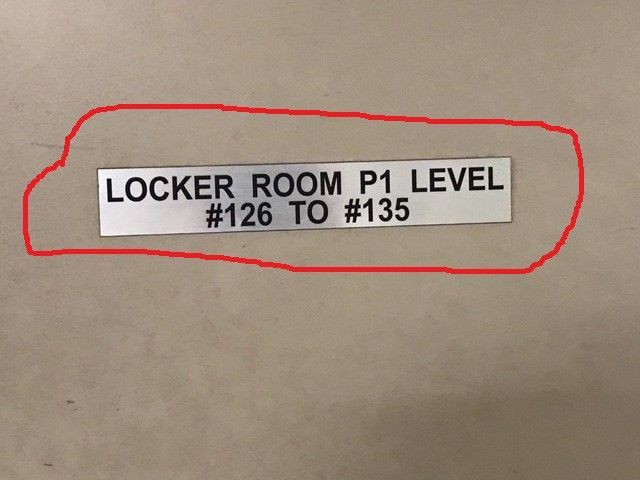 LOCKER ROOM P1 LEVEL
#126 TO #135